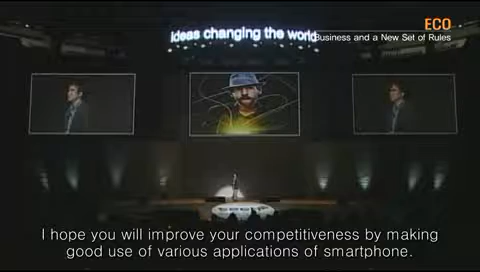 ECO
Ideas changing the world
Business and a New Set of Rules
I hope you will improve your competitiveness by making
good use of various applications of smartphone.